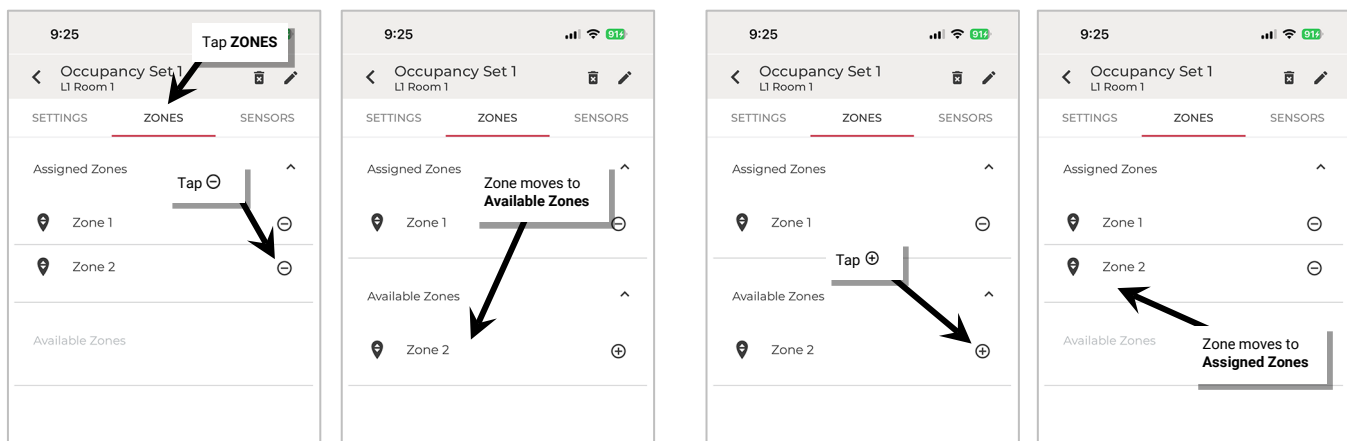 9:25
Tap ZONES
Occupancy Set 1
L1 Room 1
SETTINGS ZONES SENSORS
Assigned Zones
Tap ⊖
Zone 1
Zone 2
Available Zones
9:25 91
Occupancy Set 1
L1 Room 1
SETTINGS ZONES SENSORS
Assigned Zones
Zone moves to
Available Zones
Zone 1
Available Zones
Zone 2
9:25 91
Occupancy Set 1
L1 Room 1
SETTINGS ZONES SENSORS
Assigned Zones
Zone 1
Tap ⊕
Available Zones
Zone 2
9:25 91
Occupancy Set 1
L1 Room 1
SETTINGS ZONES SENSORS
Assigned Zones
Zone 1
Zone 2
Available Zones
Zone moves to
Assigned Zones